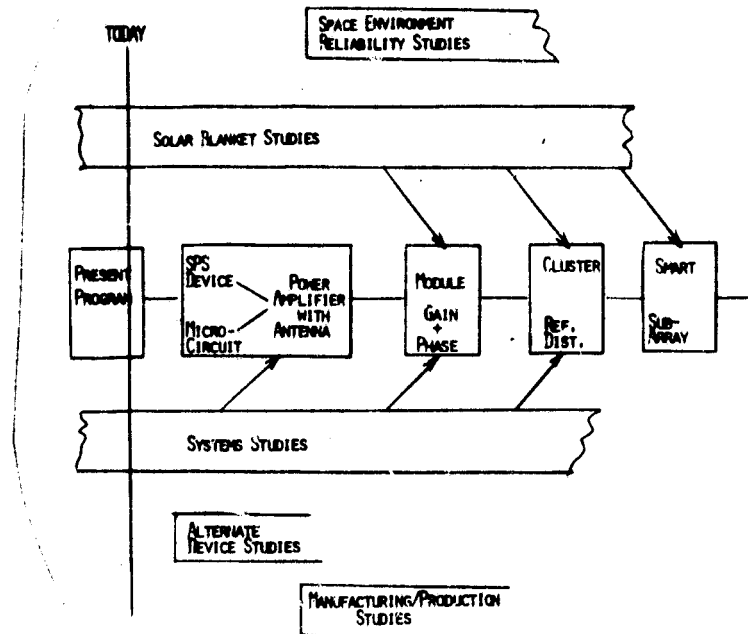 TODAY
SPACE ENVIRONMENT
RELIABILITY STUDIES
SOLAR BLANKET STUDIES
PRESENT
PROGRAM
SPS
DEVICE
MICRO-
CIRCUIT
POWER
AMPLIFIER
WITH
ANTENNA
MODULE
GAIN
+
PHASE
CLUSTER
REF.
DIST.
SMART
SUB-
ARRAY
SYSTEMS STUDIES
ALTERNATE
DEVICE STUDIES
MANUFACTURING/PRODUCTION
STUDIES